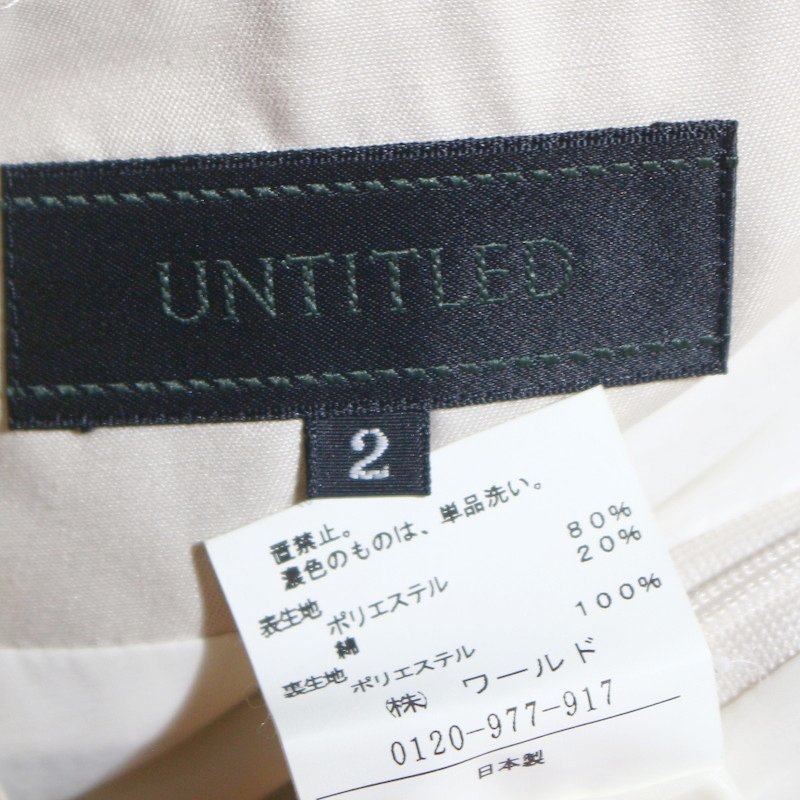 UNTITLED
2
直禁止。
濃色のものは、単品洗い。
表生地 ポリエステル 80%
綿 20%
裏生地 ポリエステル 100%
(株) ワールド
0120-977-917
日本製